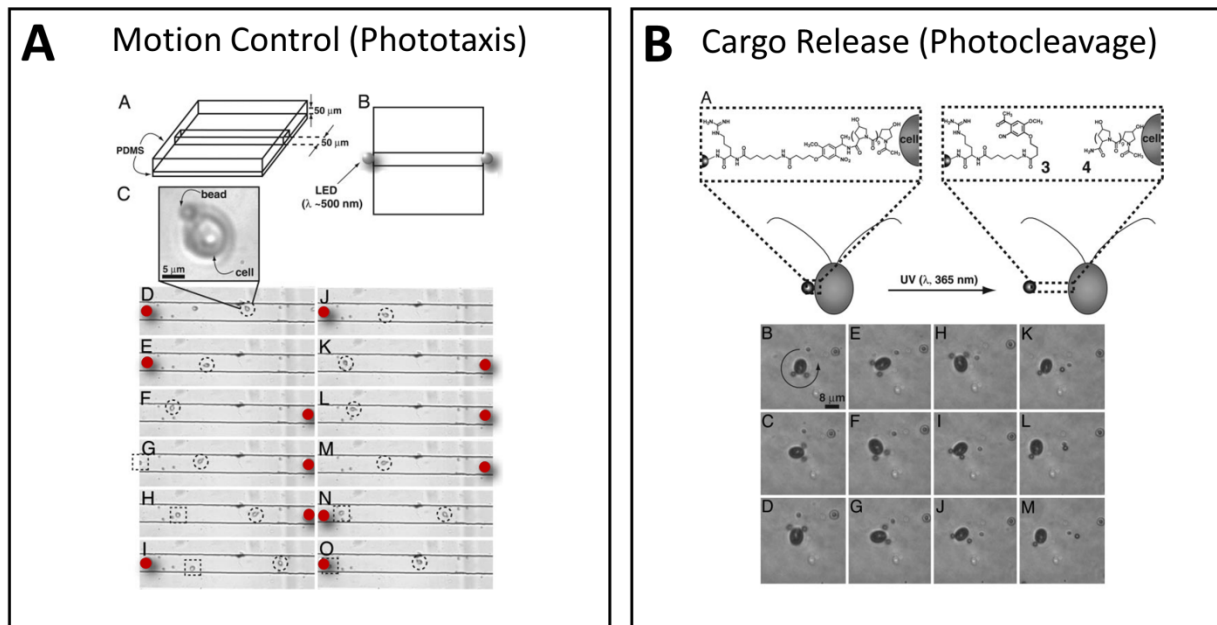 A Motion Control (Phototaxis)
A
50 μm
50 μm
PDMS
B
LED
(λ ~500 nm)
C
bead
5 μm
cell
D
J
E
K
F
L
G
M
H
N
I
O
B Cargo Release (Photocleavage)
A
cell
3 4
cell
UV (λ, 365 nm)
B
E
H
K
8 μm
C
F
I
L
D
G
J
M